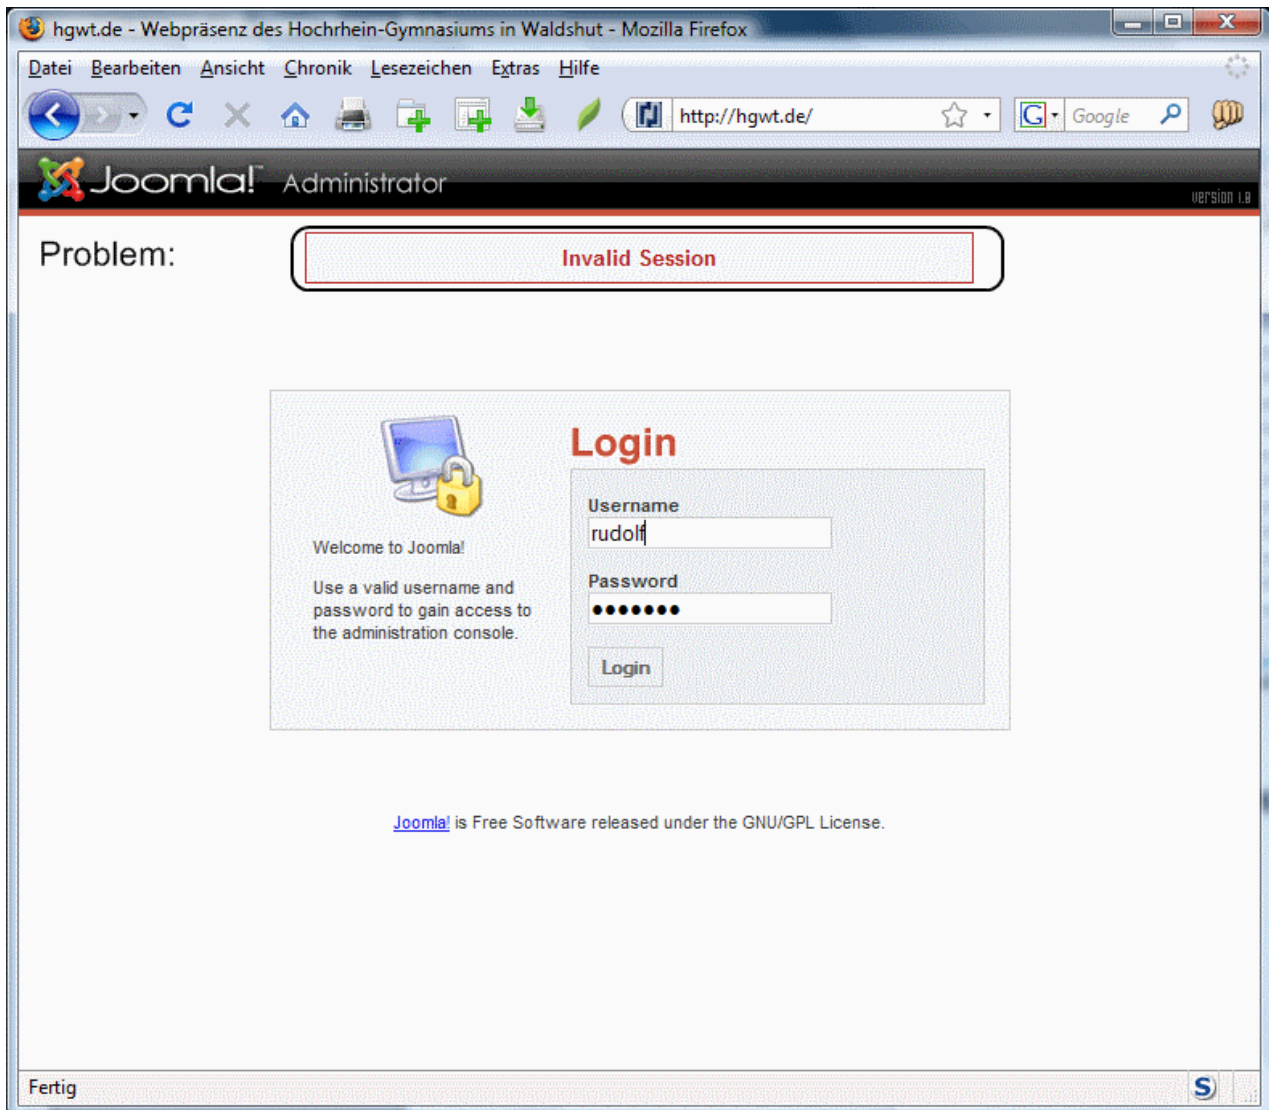 hgwt.de - Webpräsenz des Hochrhein-Gymnasiums in Waldshut - Mozilla Firefox
Datei Bearbeiten Ansicht Chronik Lesezeichen Extras Hilfe
http://hgwt.de/ G Google
Joomla!™ Administrator
version 1.0
Problem:
Invalid Session
Login
Username
rudolf
Welcome to Joomla!
Password
Use a valid username and
password to gain access to
the administration console.
•••••••
Login
Joomla! is Free Software released under the GNU/GPL License.
Fertig
S